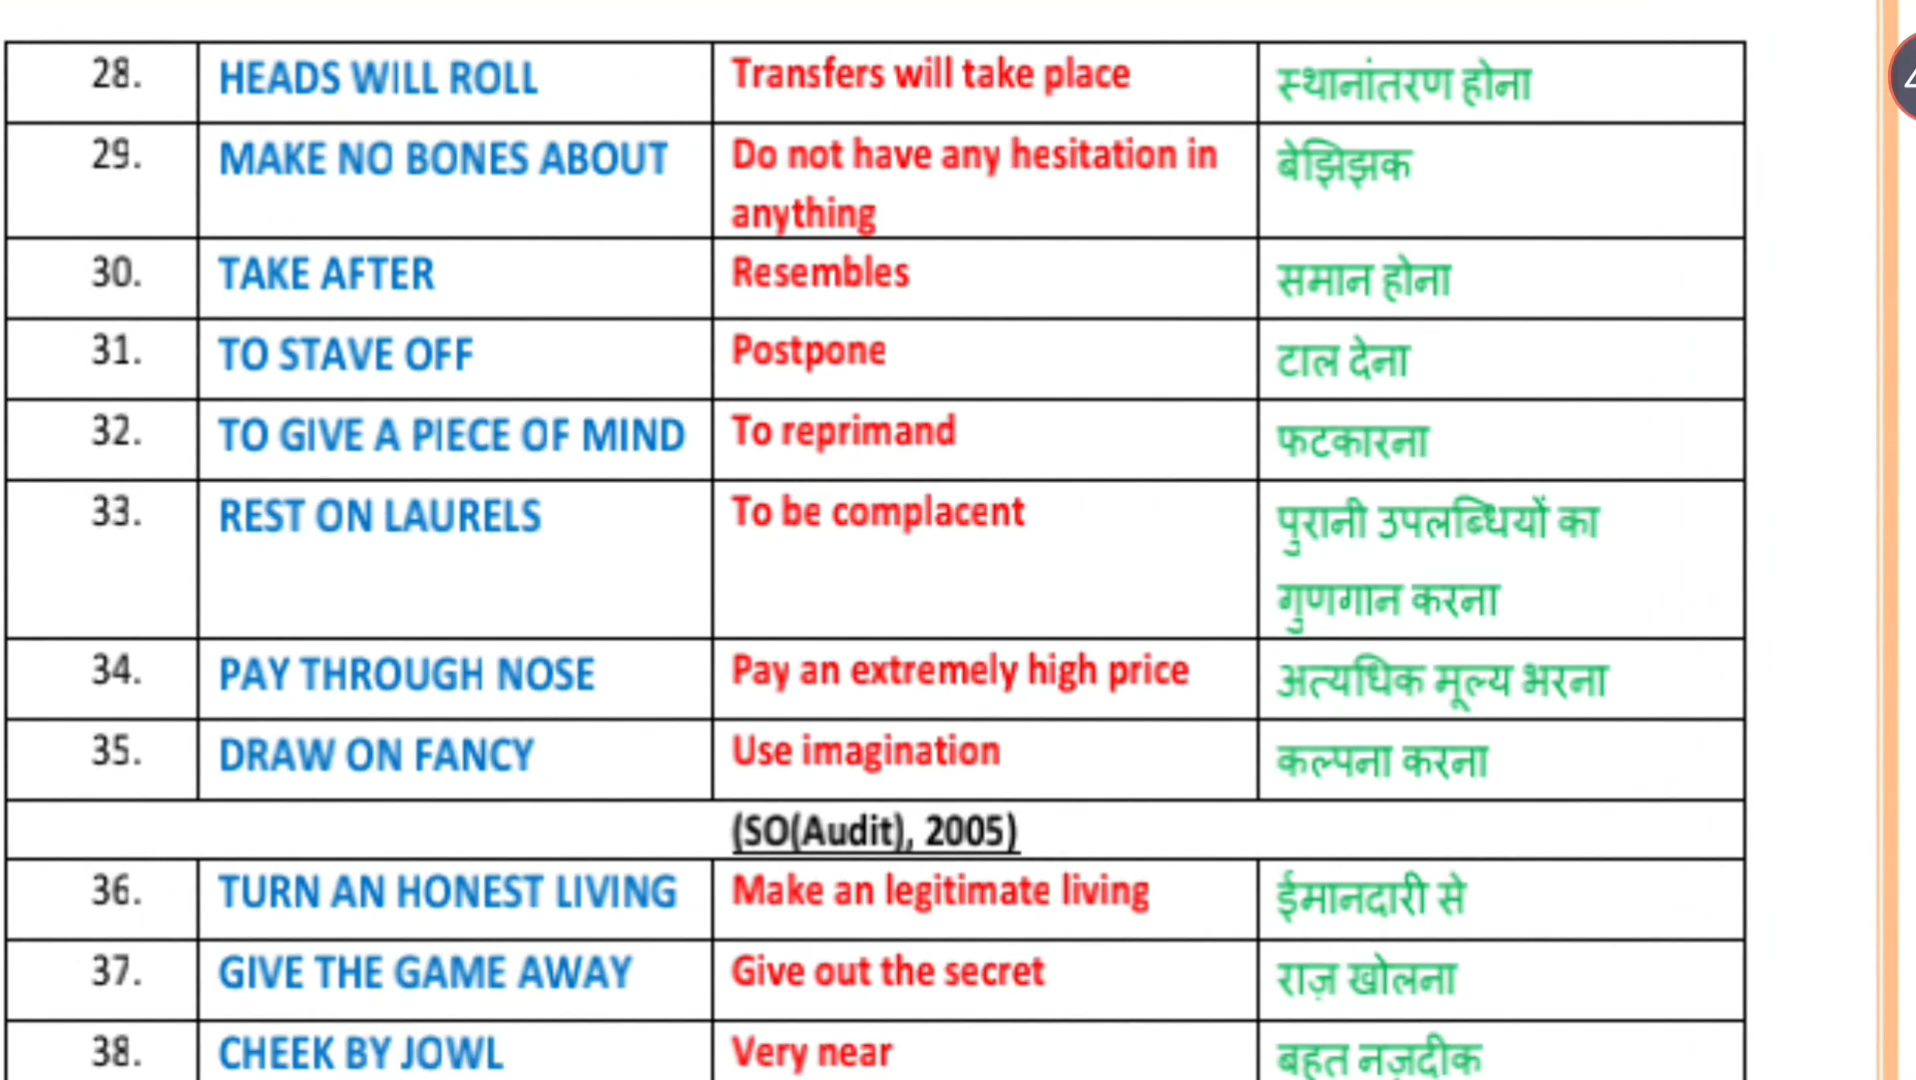 28. HEADS WILL ROLL Transfers will take place स्थानांतरण होना
29. MAKE NO BONES ABOUT Do not have any hesitation in बेझिझक
anything
30. TAKE AFTER Resembles समान होना
31. TO STAVE OFF Postpone टाल देना
32. TO GIVE A PIECE OF MIND To reprimand फटकारना
33. REST ON LAURELS To be complacent पुरानी उपलब्धियों का
गुणगान करना
34. PAY THROUGH NOSE Pay an extremely high price अत्यधिक मूल्य भरना
35. DRAW ON FANCY Use imagination कल्पना करना
(SO(Audit), 2005)
36. TURN AN HONEST LIVING Make an legitimate living ईमानदारी से
37. GIVE THE GAME AWAY Give out the secret राज़ खोलना
38. CHEEK BY JOWL Very near बहुत नज़दीक